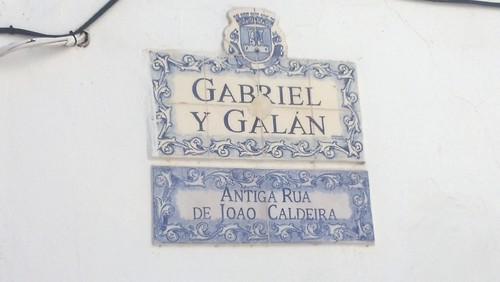 GABRIEL
Y GALÁN
ANTIGA RUA
DE JOAO CALDEIRA